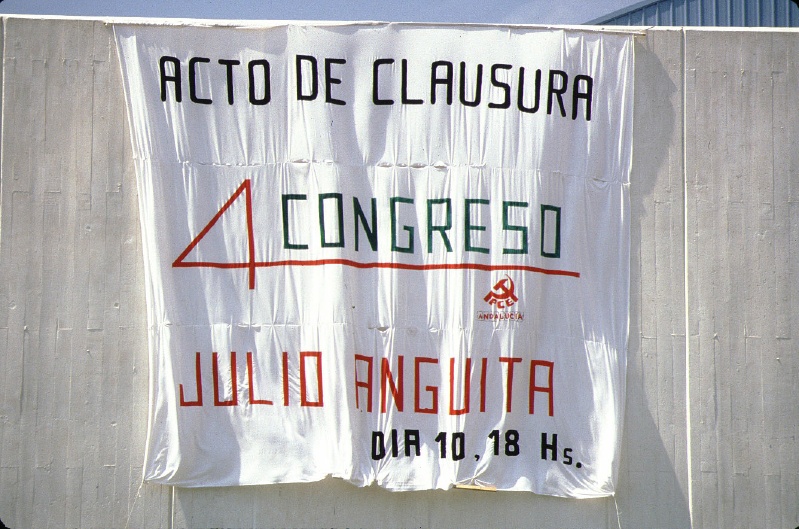 ACTO DE CLAUSURA
4 CONGRESO
PCE
ANDALUCIA
JULIO ANGUITA
DIA 10, 18 Hs.